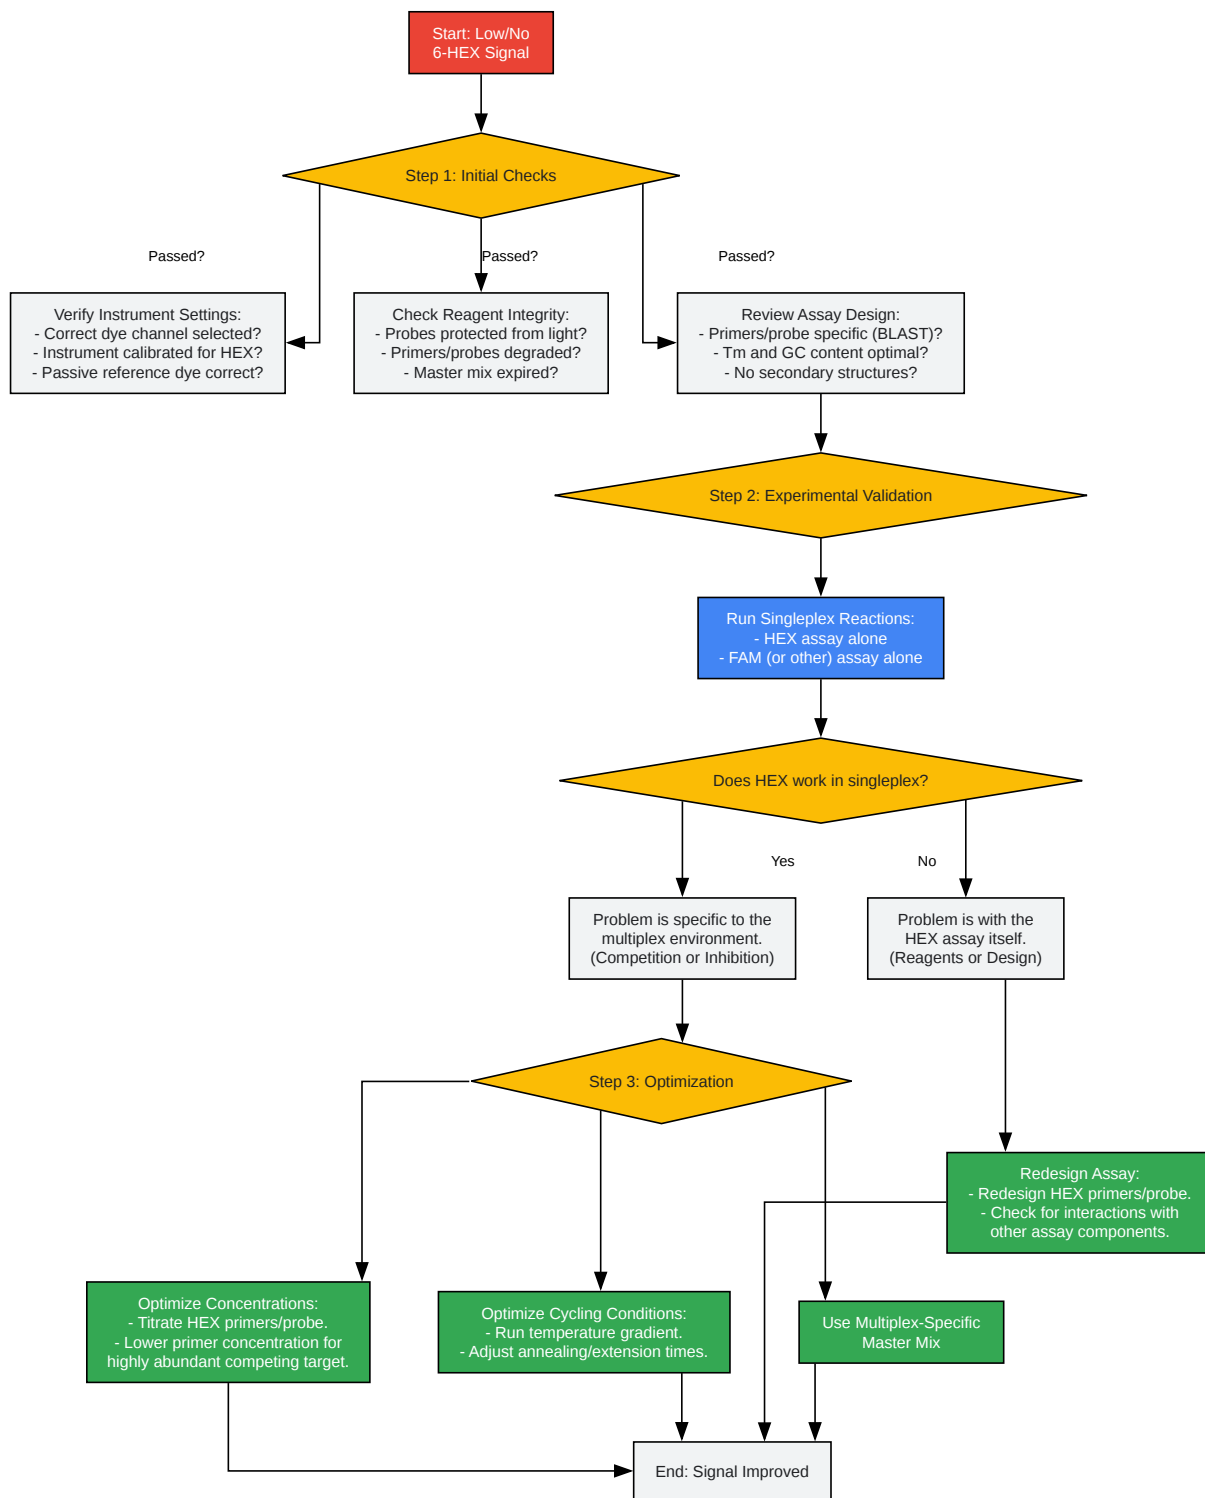 Start: Low/No
6-HEX Signal
Step 1: Initial Checks
Passed?
Passed?
Passed?
Verify Instrument Settings:
- Correct dye channel selected?
- Instrument calibrated for HEX?
- Passive reference dye correct?
Check Reagent Integrity:
- Probes protected from light?
- Primers/probes degraded?
- Master mix expired?
Review Assay Design:
- Primers/probe specific (BLAST)?
- Tm and GC content optimal?
- No secondary structures?
Step 2: Experimental Validation
Run Singleplex Reactions:
- HEX assay alone
- FAM (or other) assay alone
Does HEX work in singleplex?
Yes
No
Problem is specific to the
multiplex environment.
(Competition or Inhibition)
Problem is with the
HEX assay itself.
(Reagents or Design)
Step 3: Optimization
Redesign Assay:
- Redesign HEX primers/probe.
- Check for interactions with
other assay components.
Optimize Concentrations:
- Titrate HEX primers/probe.
- Lower primer concentration for
highly abundant competing target.
Optimize Cycling Conditions:
- Run temperature gradient.
- Adjust annealing/extension times.
Use Multiplex-Specific
Master Mix
End: Signal Improved